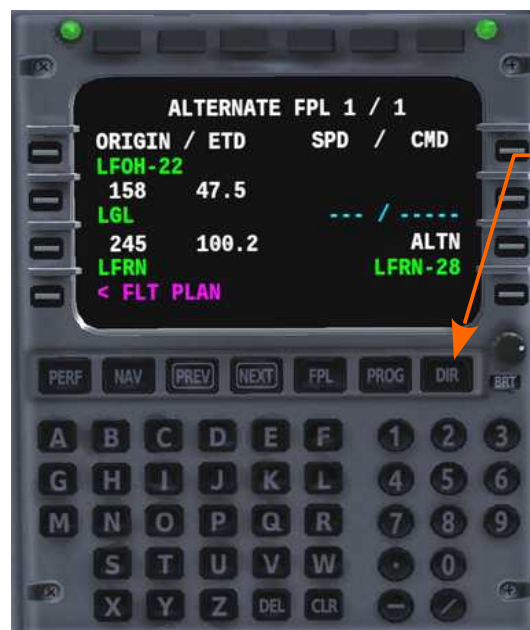 ALTERNATE FPL 1 / 1
ORIGIN / ETD SPD / CMD
LFOH-22
158 47.5
LGL --- / -----
245 100.2 ALTN
LFRN LFRN-28
< FLT PLAN
PERF NAV PREV NEXT FPL PROG DIR BRT
A B C D E F 1 2 3
G H I J K L 4 5 6
M N O P Q R 7 8 9
S T U V W · 0
X Y Z DEL CLR − /